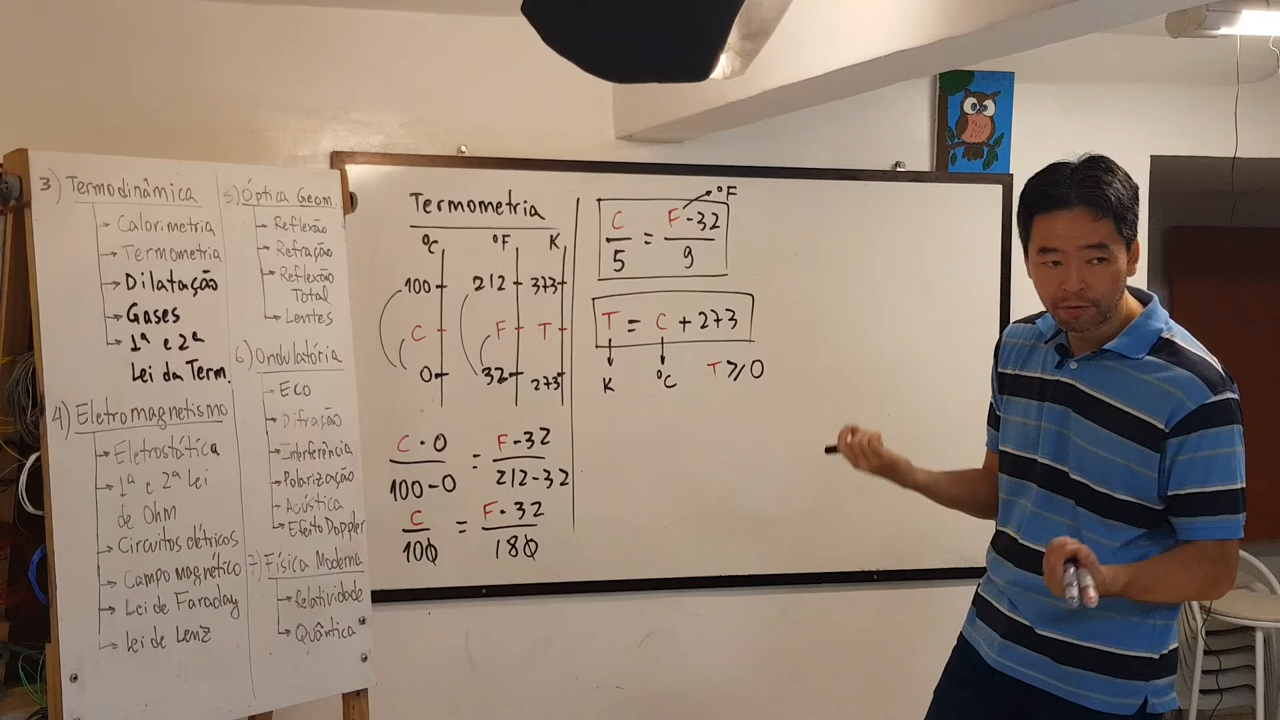 3) Termodinâmica
→ Calorimetria
→ Termometria
→ Dilatação
→ Gases
→ 1ª e 2ª
Lei da Term.
4) Eletromagnetismo
→ Eletrostática
→ 1ª e 2ª Lei
de Ohm
→ Circuitos elétricos
→ Campo magnético
→ Lei de Faraday
→ Lei de Lenz
5) Óptica Geom.
→ Reflexão
→ Refração
→ Reflexão
Total
→ Lentes
6) Ondulatória
→ Eco
→ Difração
→ Interferência
→ Polarização
→ Acústica
→ Efeito Doppler
7) Física Moderna
→ Relatividade
→ Quântica
Termometria
°C °F K
100 212 373
C F T
0 32 273
C - 0 = F - 32
100 - 0 212 - 32
C = F - 32
100 180
°F
C = F - 32
5 9
T = C + 273
K °C T ⩾ 0